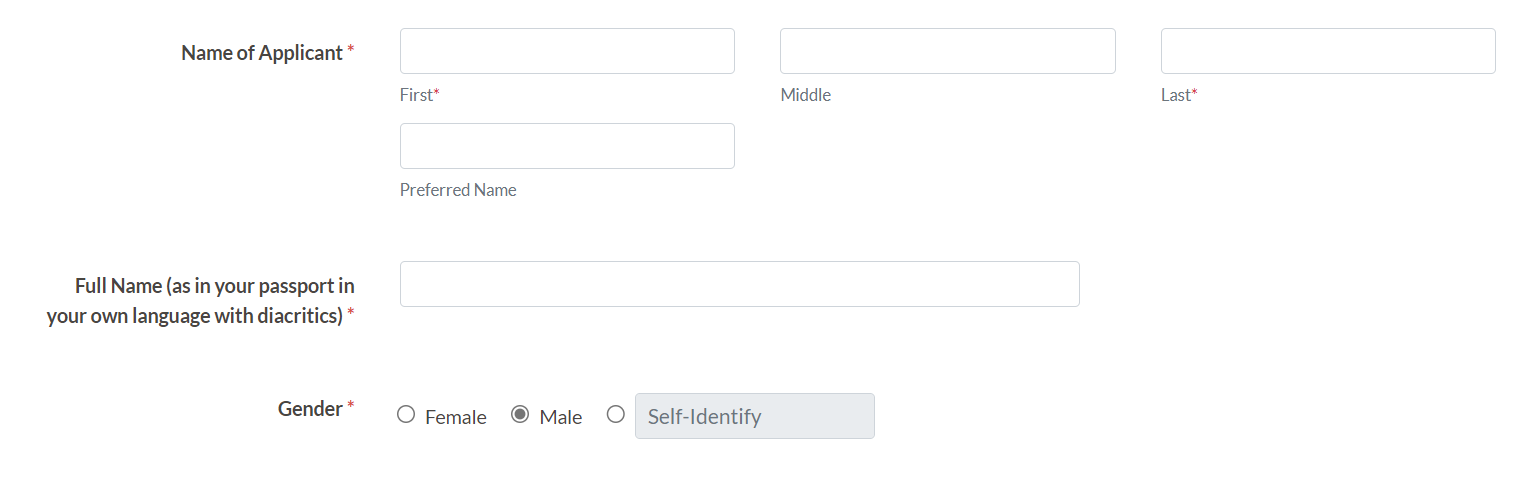 Name of Applicant *
First* Middle Last*
Preferred Name
Full Name (as in your passport in
your own language with diacritics) *
Gender * Female Male Self-Identify